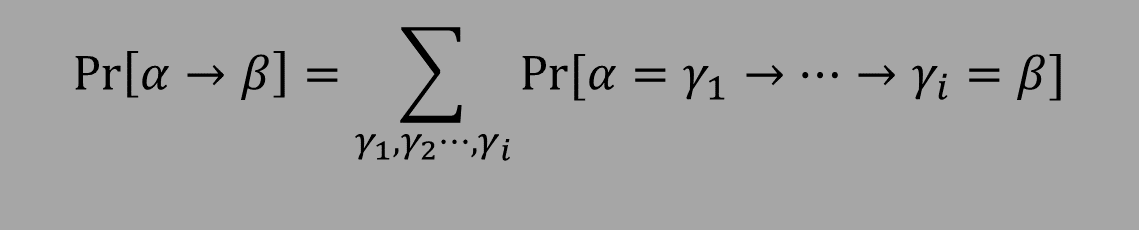 Pr[α → β] = ∑ Pr[α = γ₁ → ⋯ → γᵢ = β]
γ₁,γ₂⋯,γᵢ